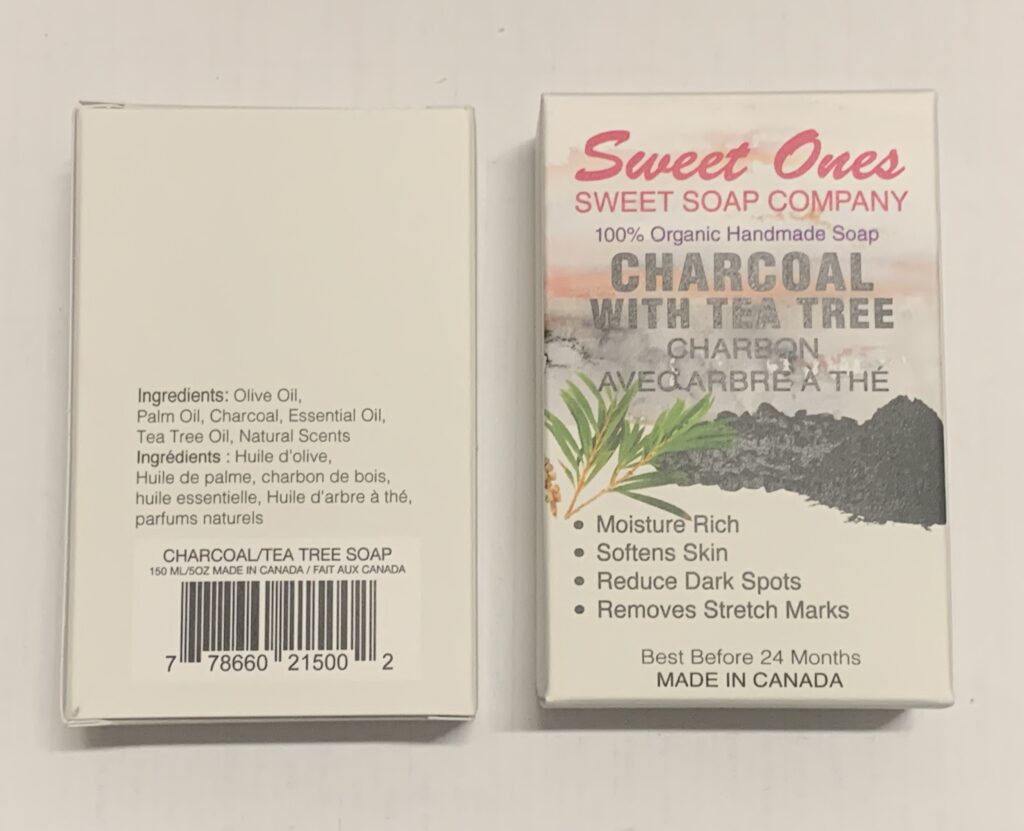 Ingredients: Olive Oil,
Palm Oil, Charcoal, Essential Oil,
Tea Tree Oil, Natural Scents
Ingrédients : Huile d'olive,
Huile de palme, charbon de bois,
huile essentielle, Huile d'arbre à thé,
parfums naturels
CHARCOAL/TEA TREE SOAP
150 ML/5OZ MADE IN CANADA / FAIT AUX CANADA
7 78660 21500 2
Sweet Ones
SWEET SOAP COMPANY
100% Organic Handmade Soap
CHARCOAL
WITH TEA TREE
CHARBON
AVEC ARBRE À THÉ
• Moisture Rich
• Softens Skin
• Reduce Dark Spots
• Removes Stretch Marks
Best Before 24 Months
MADE IN CANADA